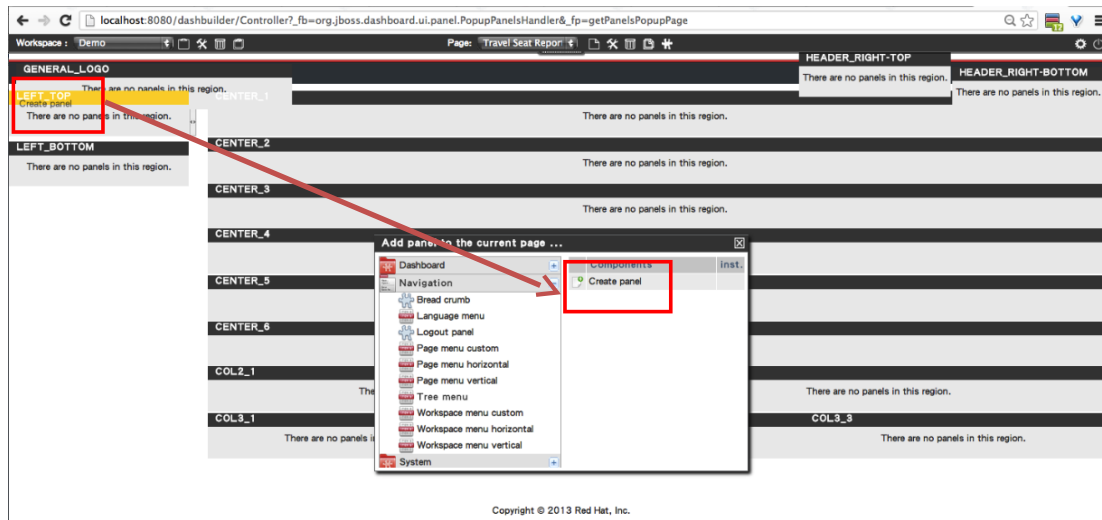 localhost:8080/dashbuilder/Controller?_fb=org.jboss.dashboard.ui.panel.PopupPanelsHandler&_fp=getPanelsPopupPage
Workspace : Demo
Page: Travel Seat Report
HEADER_RIGHT-TOP
GENERAL_LOGO
There are no panels in this region.
HEADER_RIGHT-BOTTOM
There are no panels in this region.
There are no panels in this region.
LEFT_TOP
CENTER_1
Create panel
There are no panels in this region.
There are no panels in this region.
LEFT_BOTTOM
CENTER_2
There are no panels in this region.
There are no panels in this region.
CENTER_3
There are no panels in this region.
CENTER_4
Add panel to the current page ...
Dashboard
Components
inst.
CENTER_5
Navigation
Create panel
Bread crumb
Language menu
CENTER_6
Logout panel
Page menu custom
Page menu horizontal
COL2_1
Page menu vertical
The
There are no panels in this region.
Tree menu
COL3_1
Workspace menu custom
COL3_3
Workspace menu horizontal
There are no panels i
There are no panels in this region.
Workspace menu vertical
System
Copyright © 2013 Red Hat, Inc.